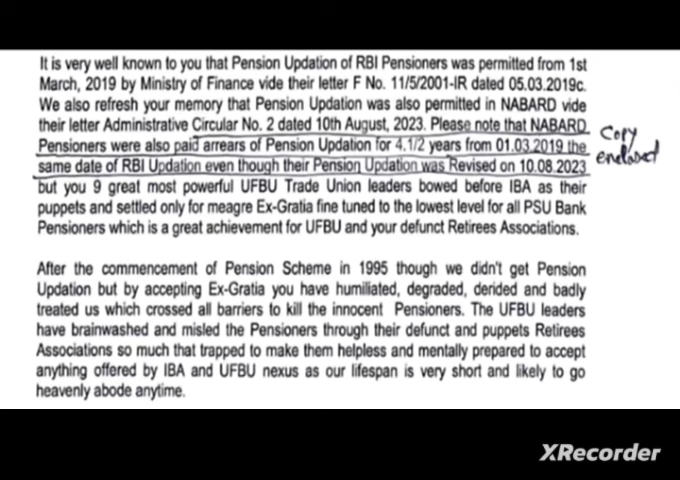 It is very well known to you that Pension Updation of RBI Pensioners was permitted from 1st
March, 2019 by Ministry of Finance vide their letter F No. 11/5/2001-IR dated 05.03.2019c.
We also refresh your memory that Pension Updation was also permitted in NABARD vide
their letter Administrative Circular No. 2 dated 10th August, 2023. Please note that NABARD
Pensioners were also paid arrears of Pension Updation for 4.1/2 years from 01.03.2019 the
same date of RBI Updation even though their Pension Updation was Revised on 10.08.2023
Copy
enclosed
but you 9 great most powerful UFBU Trade Union leaders bowed before IBA as their
puppets and settled only for meagre Ex-Gratia fine tuned to the lowest level for all PSU Bank
Pensioners which is a great achievement for UFBU and your defunct Retirees Associations.
After the commencement of Pension Scheme in 1995 though we didn't get Pension
Updation but by accepting Ex-Gratia you have humiliated, degraded, derided and badly
treated us which crossed all barriers to kill the innocent Pensioners. The UFBU leaders
have brainwashed and misled the Pensioners through their defunct and puppets Retirees
Associations so much that trapped to make them helpless and mentally prepared to accept
anything offered by IBA and UFBU nexus as our lifespan is very short and likely to go
heavenly abode anytime.
XRecorder